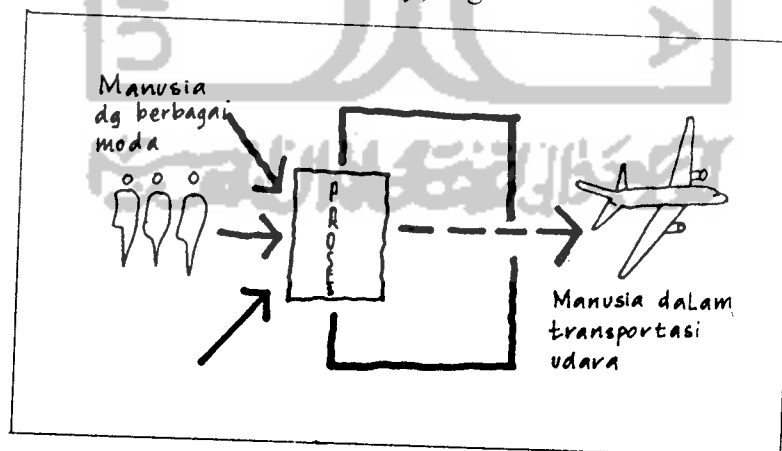 Manusia
dg berbagai
moda
PROSES
Manusia dalam
transportasi
udara